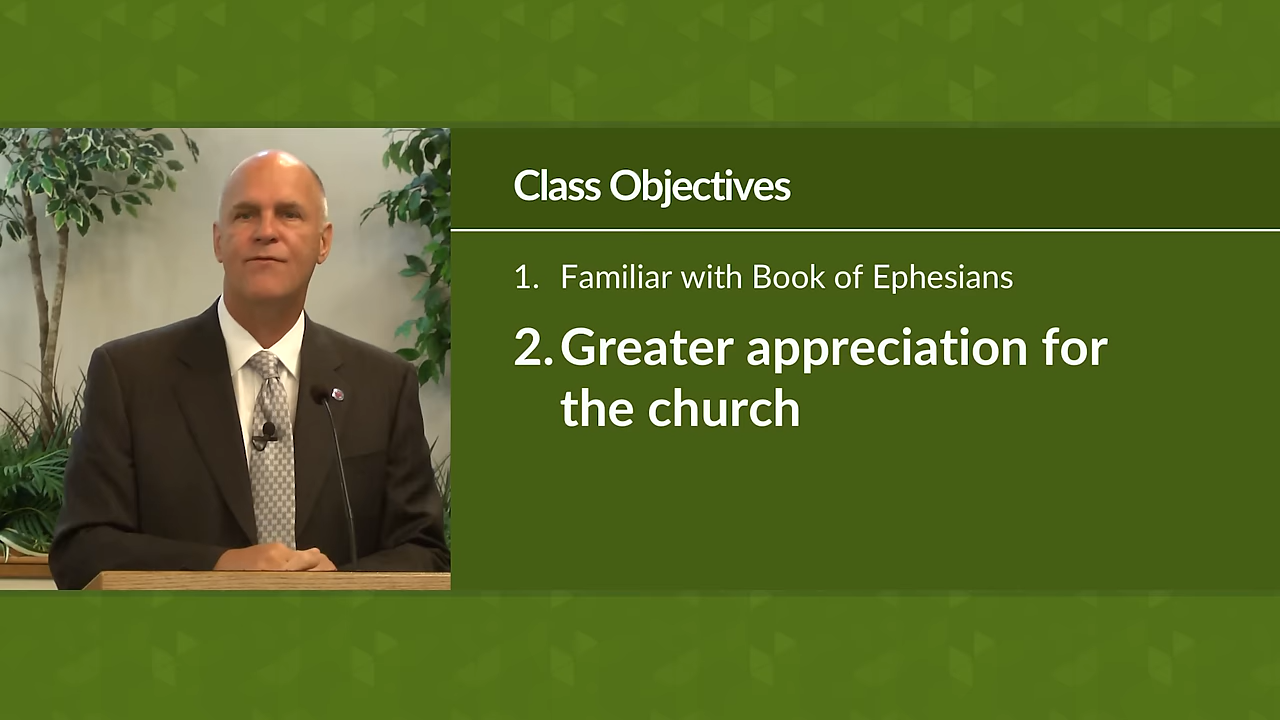 Class Objectives
1. Familiar with Book of Ephesians
2. Greater appreciation for
the church